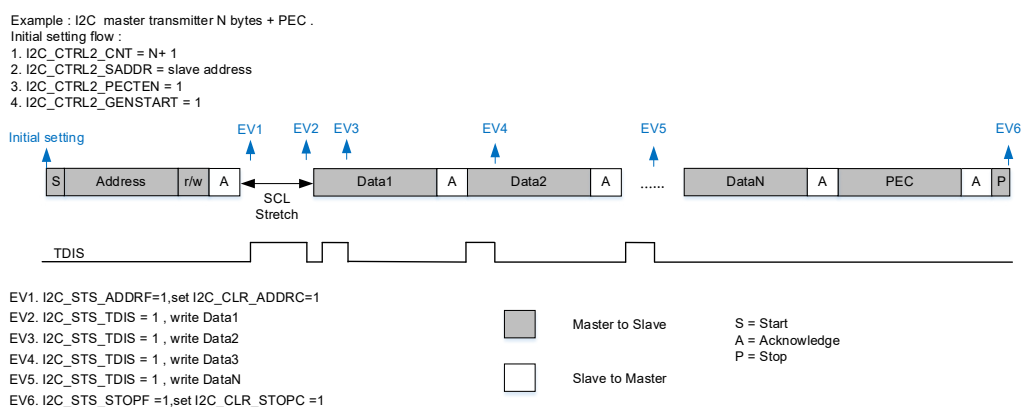 Example : I2C master transmitter N bytes + PEC .
Initial setting flow :
1. I2C_CTRL2_CNT = N+ 1
2. I2C_CTRL2_SADDR = slave address
3. I2C_CTRL2_PECTEN = 1
4. I2C_CTRL2_GENSTART = 1
Initial setting EV1 EV2 EV3 EV4 EV5 EV6
S Address r/w A Data1 A Data2 A ...... DataN A PEC A P
SCL
Stretch
TDIS
EV1. I2C_STS_ADDRF=1,set I2C_CLR_ADDRC=1
EV2. I2C_STS_TDIS = 1 , write Data1
EV3. I2C_STS_TDIS = 1 , write Data2
EV4. I2C_STS_TDIS = 1 , write Data3
EV5. I2C_STS_TDIS = 1 , write DataN
EV6. I2C_STS_STOPF =1,set I2C_CLR_STOPC =1
Master to Slave
Slave to Master
S = Start
A = Acknowledge
P = Stop